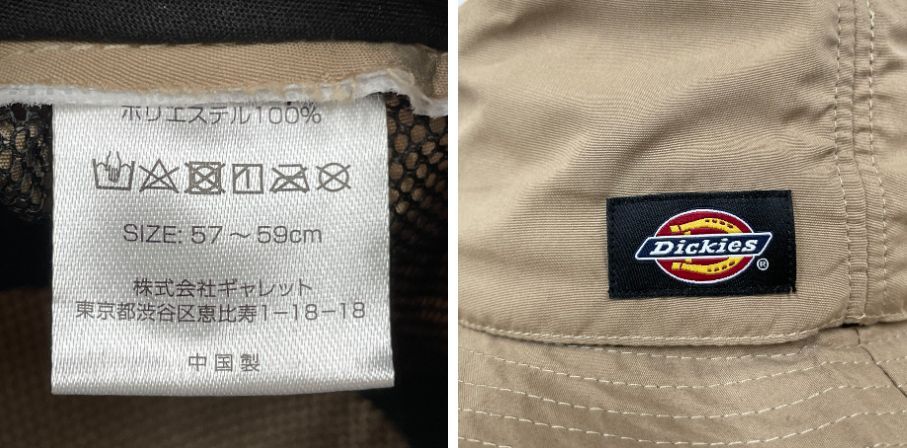 ポリエステル100%
SIZE: 57～59cm
株式会社ギャレット
東京都渋谷区恵比寿1-18-18
中国製
Dickies®